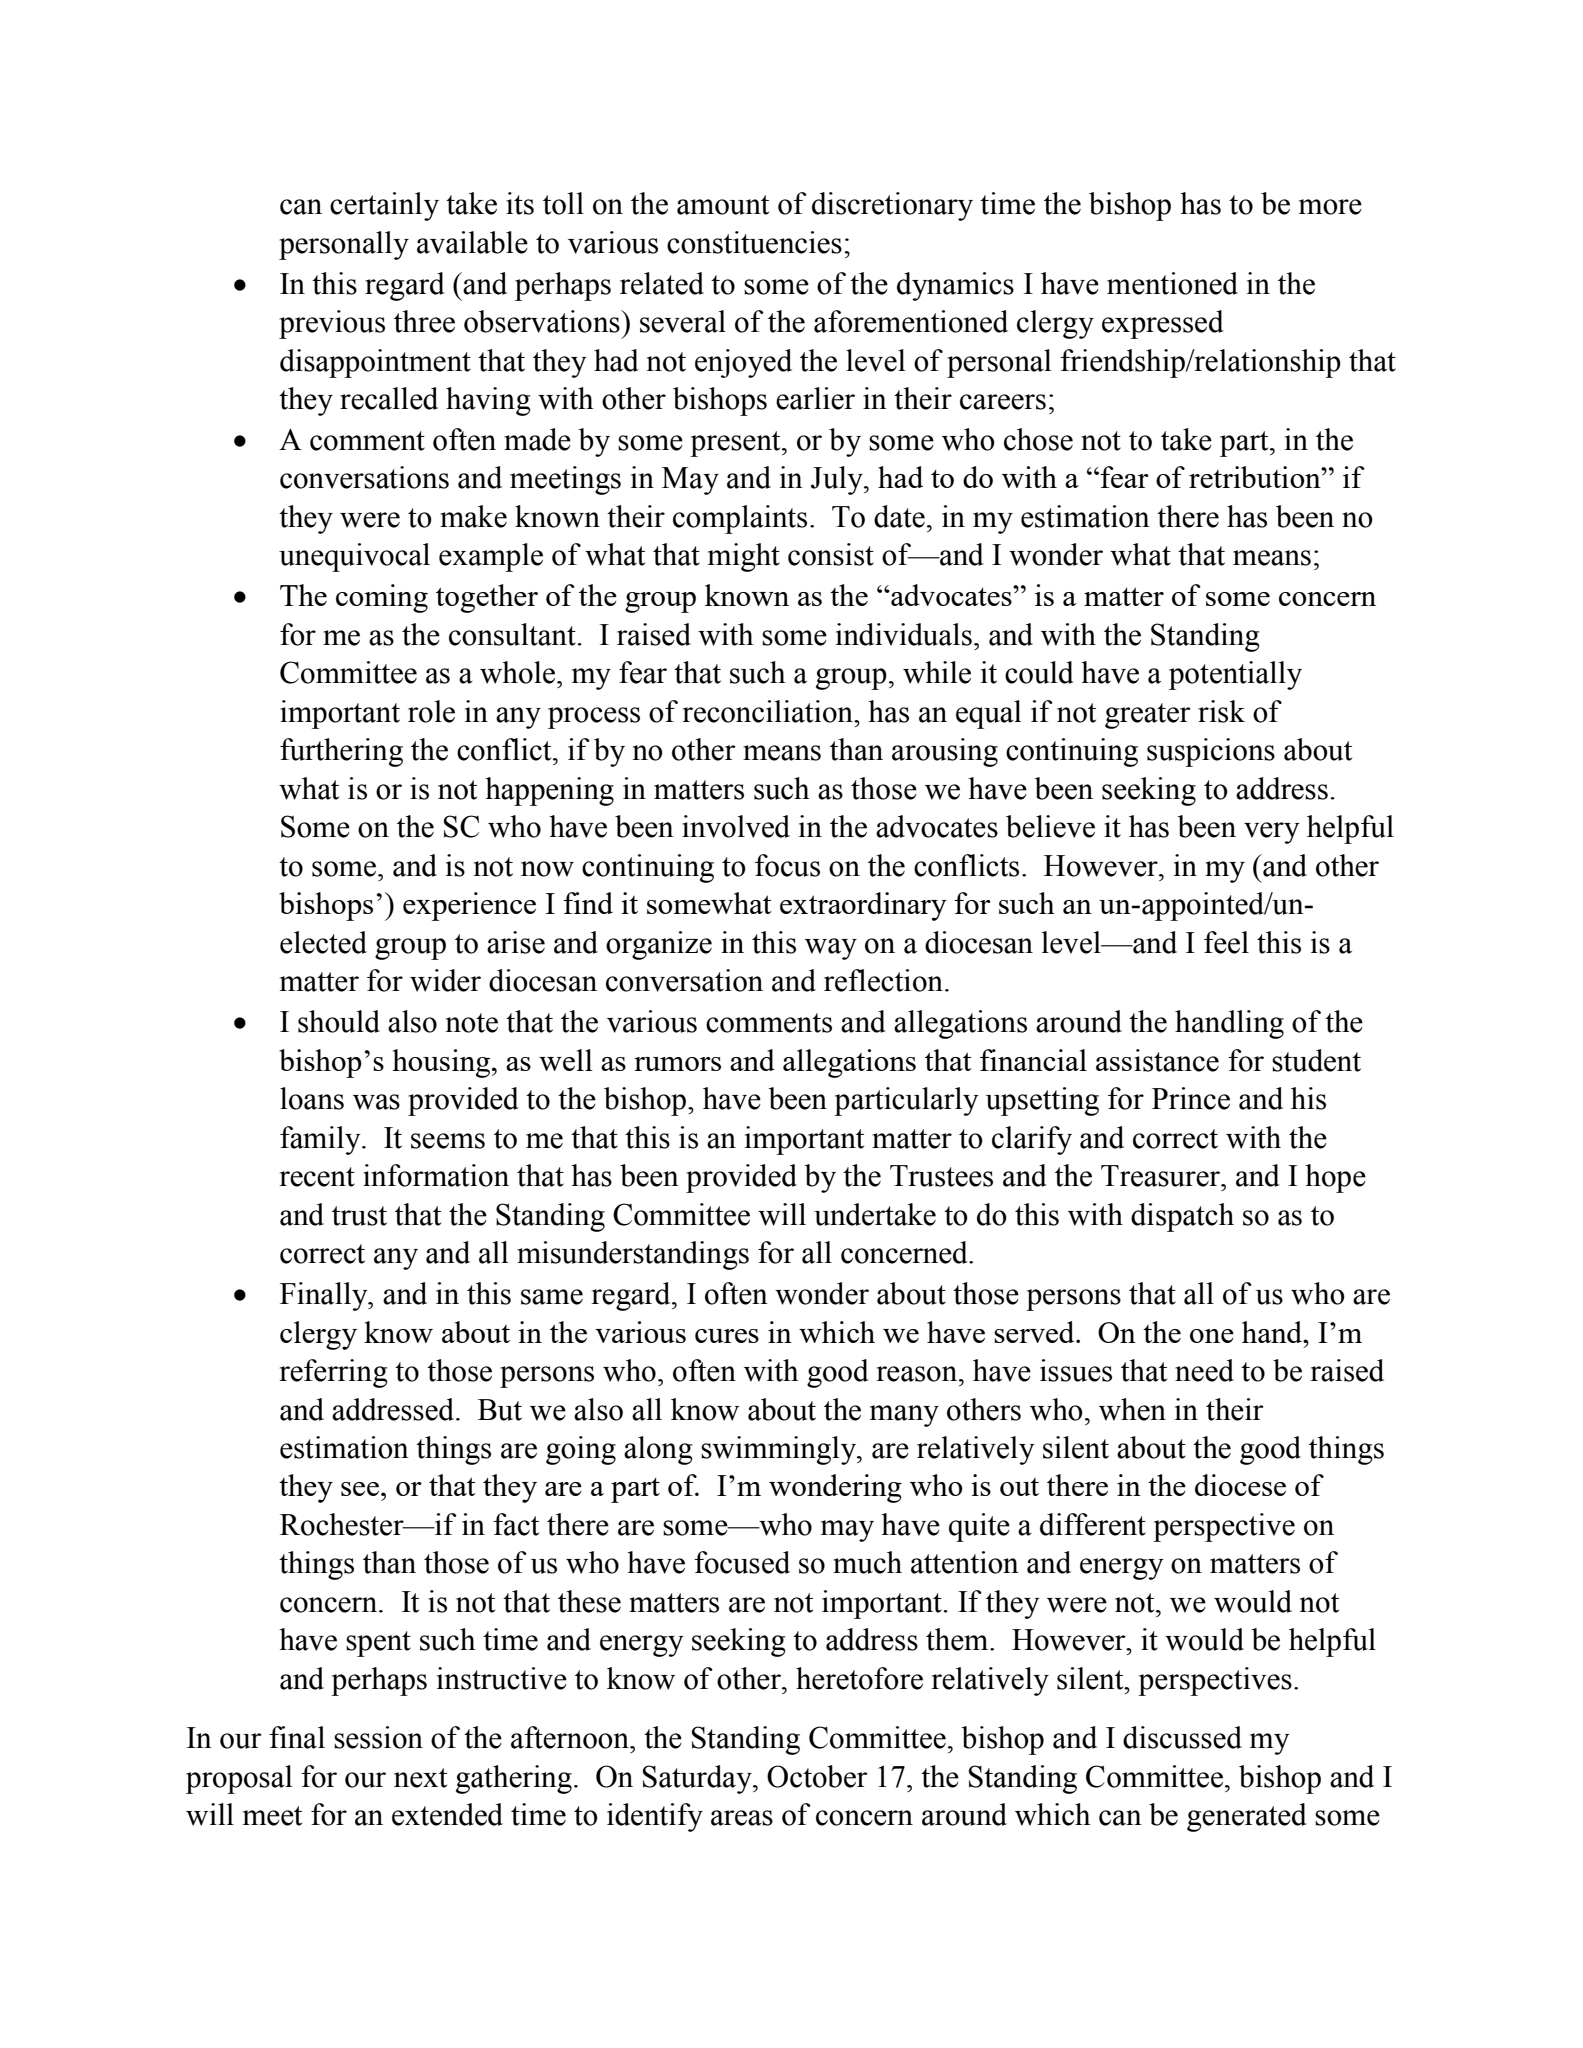 can certainly take its toll on the amount of discretionary time the bishop has to be more
personally available to various constituencies;
• In this regard (and perhaps related to some of the dynamics I have mentioned in the
previous three observations) several of the aforementioned clergy expressed
disappointment that they had not enjoyed the level of personal friendship/relationship that
they recalled having with other bishops earlier in their careers;
• A comment often made by some present, or by some who chose not to take part, in the
conversations and meetings in May and in July, had to do with a “fear of retribution” if
they were to make known their complaints.  To date, in my estimation there has been no
unequivocal example of what that might consist of—and I wonder what that means;
• The coming together of the group known as the “advocates” is a matter of some concern
for me as the consultant.  I raised with some individuals, and with the Standing
Committee as a whole, my fear that such a group, while it could have a potentially
important role in any process of reconciliation, has an equal if not greater risk of
furthering the conflict, if by no other means than arousing continuing suspicions about
what is or is not happening in matters such as those we have been seeking to address.
Some on the SC who have been involved in the advocates believe it has been very helpful
to some, and is not now continuing to focus on the conflicts.  However, in my (and other
bishops’) experience I find it somewhat extraordinary for such an un-appointed/un-
elected group to arise and organize in this way on a diocesan level—and I feel this is a
matter for wider diocesan conversation and reflection.
• I should also note that the various comments and allegations around the handling of the
bishop’s housing, as well as rumors and allegations that financial assistance for student
loans was provided to the bishop, have been particularly upsetting for Prince and his
family.  It seems to me that this is an important matter to clarify and correct with the
recent information that has been provided by the Trustees and the Treasurer, and I hope
and trust that the Standing Committee will undertake to do this with dispatch so as to
correct any and all misunderstandings for all concerned.
• Finally, and in this same regard, I often wonder about those persons that all of us who are
clergy know about in the various cures in which we have served.  On the one hand, I’m
referring to those persons who, often with good reason, have issues that need to be raised
and addressed.  But we also all know about the many others who, when in their
estimation things are going along swimmingly, are relatively silent about the good things
they see, or that they are a part of.  I’m wondering who is out there in the diocese of
Rochester—if in fact there are some—who may have quite a different perspective on
things than those of us who have focused so much attention and energy on matters of
concern.  It is not that these matters are not important. If they were not, we would not
have spent such time and energy seeking to address them.  However, it would be helpful
and perhaps instructive to know of other, heretofore relatively silent, perspectives.
In our final session of the afternoon, the Standing Committee, bishop and I discussed my
proposal for our next gathering.  On Saturday, October 17, the Standing Committee, bishop and I
will meet for an extended time to identify areas of concern around which can be generated some